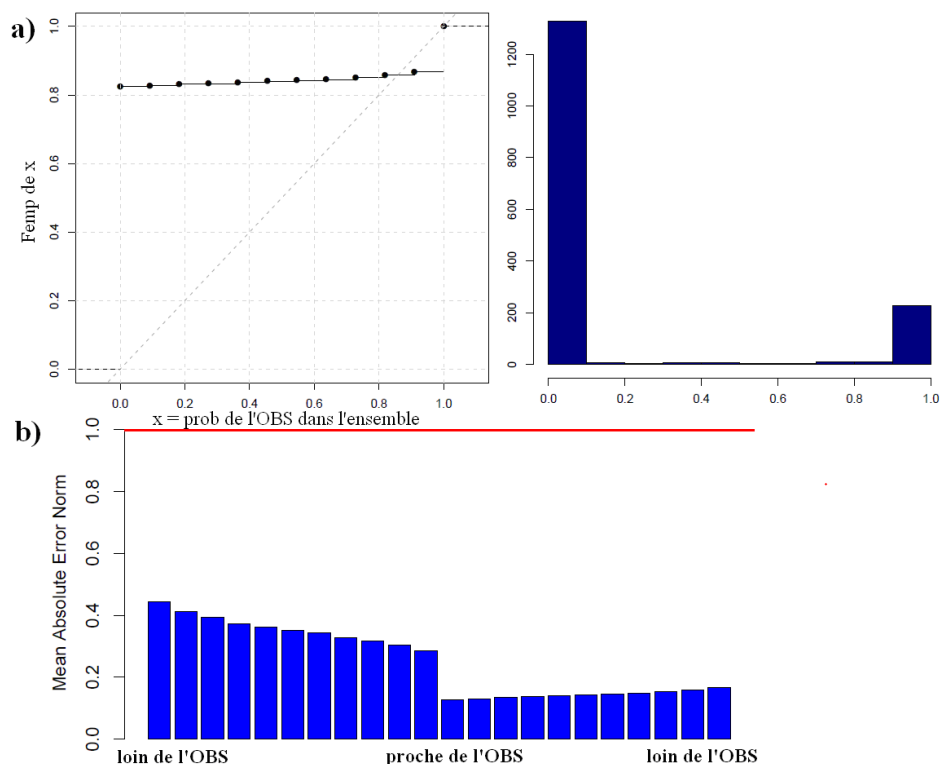 a)
1.0
0.8
0.6
0.4
0.2
0.0
Femp de x
0.0 0.2 0.4 0.6 0.8 1.0
x = prob de l'OBS dans l'ensemble
1200
1000
800
600
400
200
0
0.0 0.2 0.4 0.6 0.8 1.0
b)
1.0
0.8
0.6
0.4
0.2
0.0
Mean Absolute Error Norm
loin de l'OBS proche de l'OBS loin de l'OBS